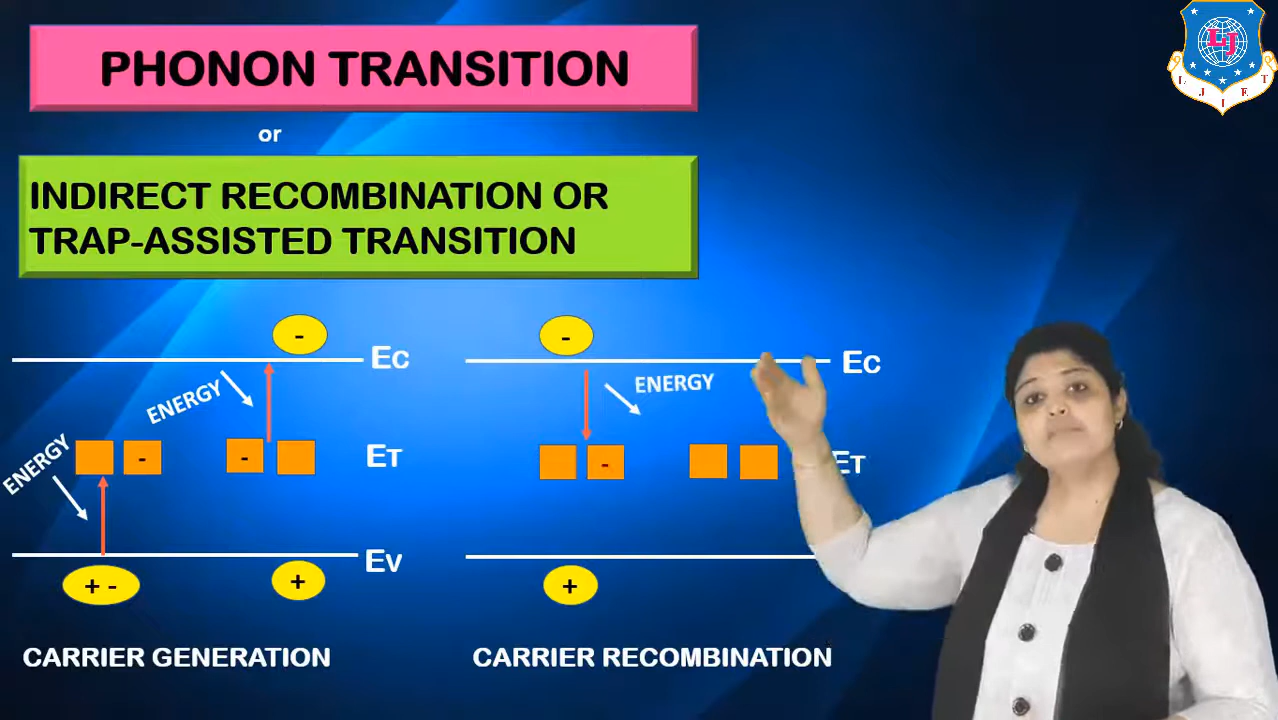 PHONON TRANSITION
or
INDIRECT RECOMBINATION OR
TRAP-ASSISTED TRANSITION
- EC
ENERGY
ENERGY
- - ET
+ - + EV
CARRIER GENERATION
- EC
ENERGY
- ET
+
CARRIER RECOMBINATION
LJ
L J I E T